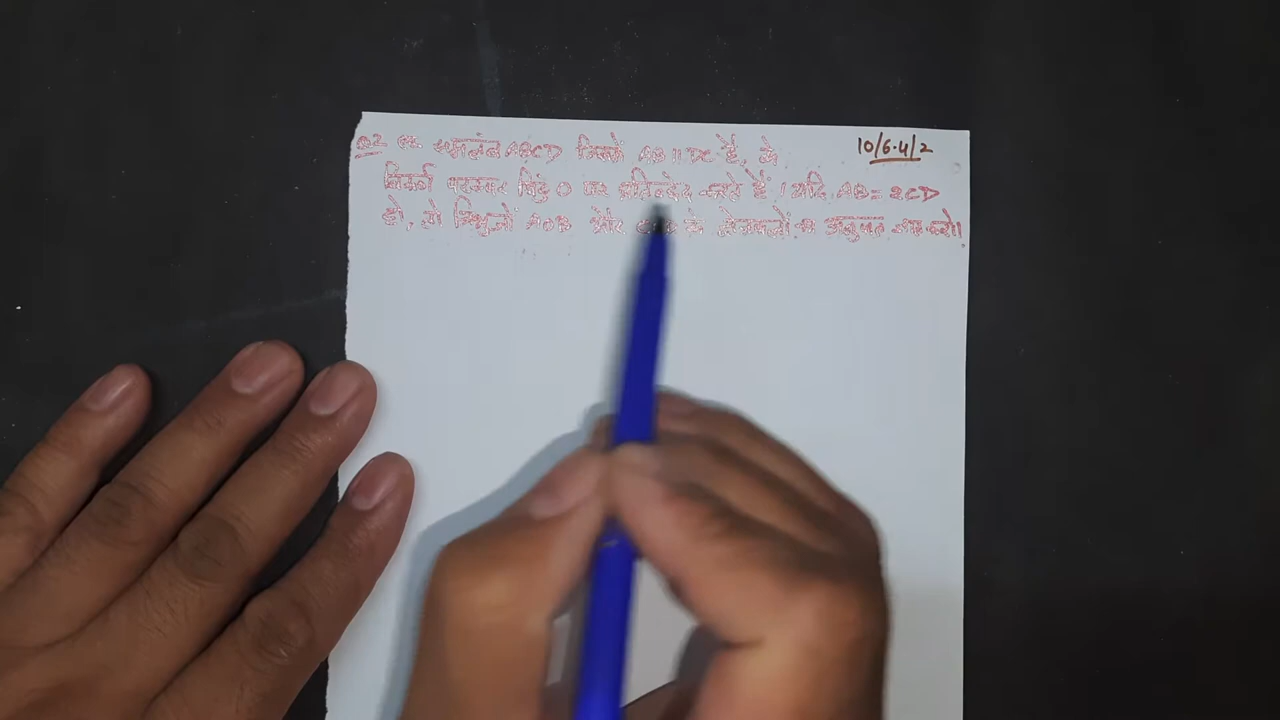 Q2 एक समलंब ABCD जिसमें AB || DC है, के
विकर्ण परस्पर बिंदु O पर प्रतिच्छेद करते हैं। यदि AB = 2CD
हो, तो त्रिभुजों AOB और के क्षेत्रफलों का अनुपात ज्ञात करो।
10/6.4/2